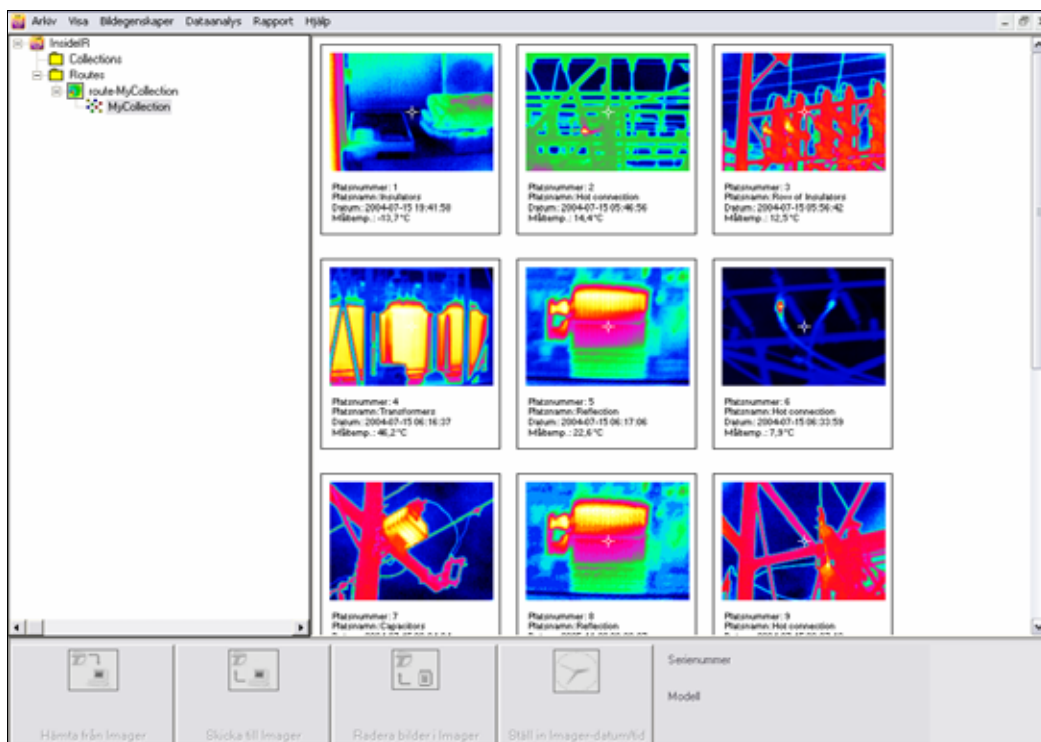 Arkiv Visa Bildegenskaper Dataanalys Rapport Hjälp
InsideIR
Collections
Routes
route-MyCollection
MyCollection
Platsnummer: 1
Platsnamn: Insulators
Datum: 2004-07-15 19:41:58
Mältemp.: -13,7°C
Platsnummer: 2
Platsnamn: Hot connection
Datum: 2004-07-15 05:46:56
Mältemp.: 14,4°C
Platsnummer: 3
Platsnamn: Row of Insulators
Datum: 2004-07-15 05:56:42
Mältemp.: 12,5°C
Platsnummer: 4
Platsnamn: Transformers
Datum: 2004-07-15 06:16:37
Mältemp.: 46,2°C
Platsnummer: 5
Platsnamn: Reflection
Datum: 2004-07-15 06:17:06
Mältemp.: 22,6°C
Platsnummer: 6
Platsnamn: Hot connection
Datum: 2004-07-15 06:33:59
Mältemp.: 7,9°C
Platsnummer: 7
Platsnamn: Capacitors
Platsnummer: 8
Platsnamn: Reflection
Platsnummer: 9
Platsnamn: Hot connection
Hämta från Imager
Skicka till Imager
Radera bilder i Imager
Ställ in Imager-datum/tid
Serienummer
Modell